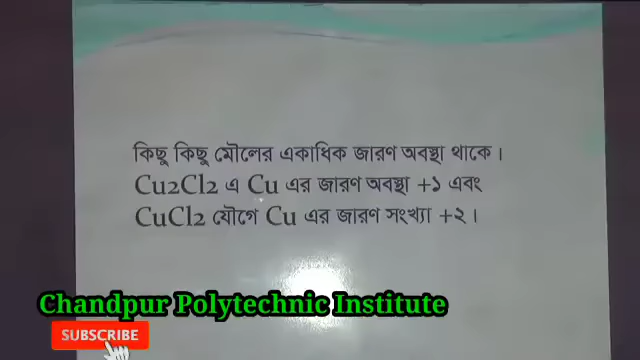 কিছু কিছু মৌলের একাধিক জারণ অবস্থা থাকে।
Cu2Cl2 এ Cu এর জারণ অবস্থা +১ এবং
CuCl2 যৌগে Cu এর জারণ সংখ্যা +২।
Chandpur Polytechnic Institute
SUBSCRIBE